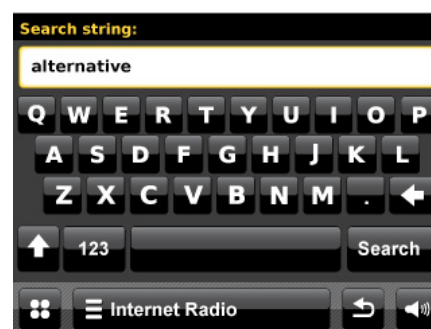 Search string:
alternative
Q W E R T Y U I O P
A S D F G H J K L
Z X C V B N M .
123 Search
Internet Radio